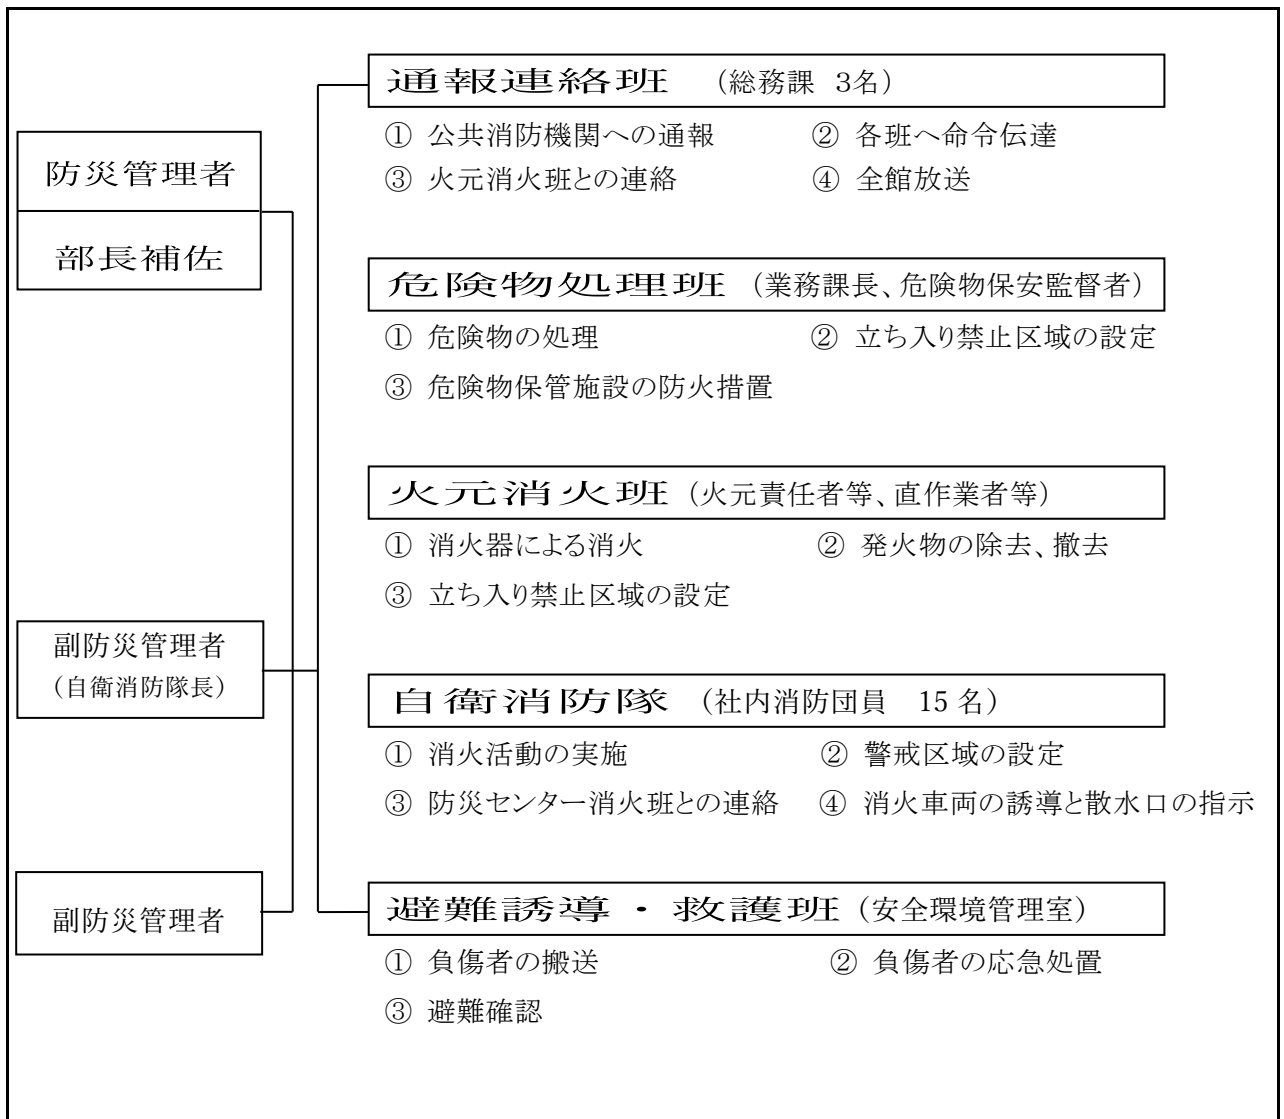 防災管理者
部長補佐
副防災管理者
(自衛消防隊長)
副防災管理者
通報連絡班 (総務課 3名)
① 公共消防機関への通報 ② 各班へ命令伝達
③ 火元消火班との連絡 ④ 全館放送
危険物処理班 (業務課長、危険物保安監督者)
① 危険物の処理 ② 立ち入り禁止区域の設定
③ 危険物保管施設の防火措置
火元消火班 (火元責任者等、直作業者等)
① 消火器による消火 ② 発火物の除去、撤去
③ 立ち入り禁止区域の設定
自衛消防隊 (社内消防団員 15名)
① 消火活動の実施 ② 警戒区域の設定
③ 防災センター消火班との連絡 ④ 消火車両の誘導と散水口の指示
避難誘導・救護班 (安全環境管理室)
① 負傷者の搬送 ② 負傷者の応急処置
③ 避難確認